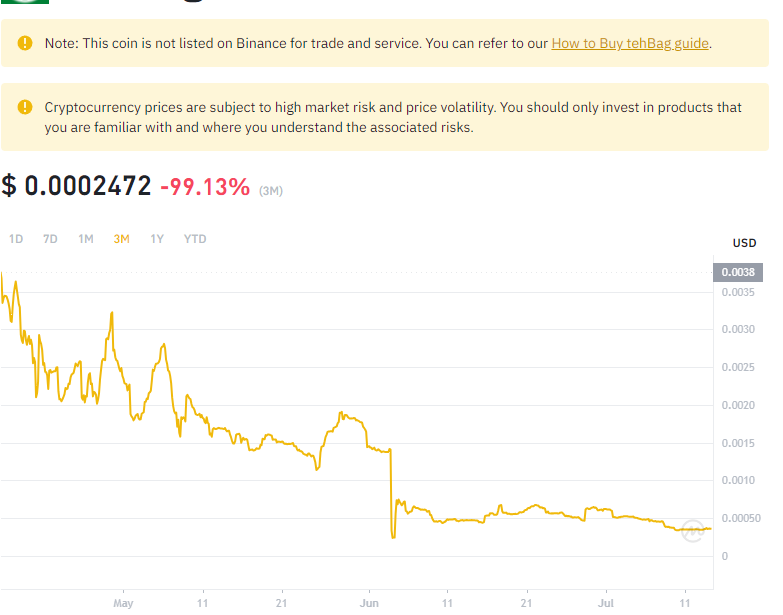 Note: This coin is not listed on Binance for trade and service. You can refer to our How to Buy tehBag guide.
Cryptocurrency prices are subject to high market risk and price volatility. You should only invest in products that
you are familiar with and where you understand the associated risks.
$ 0.0002472 -99.13% (3M)
1D 7D 1M 3M 1Y YTD
USD
0.0038
0.0035
0.0030
0.0025
0.0020
0.0015
0.0010
0.00050
0
May 11 21 Jun 11 21 Jul 11